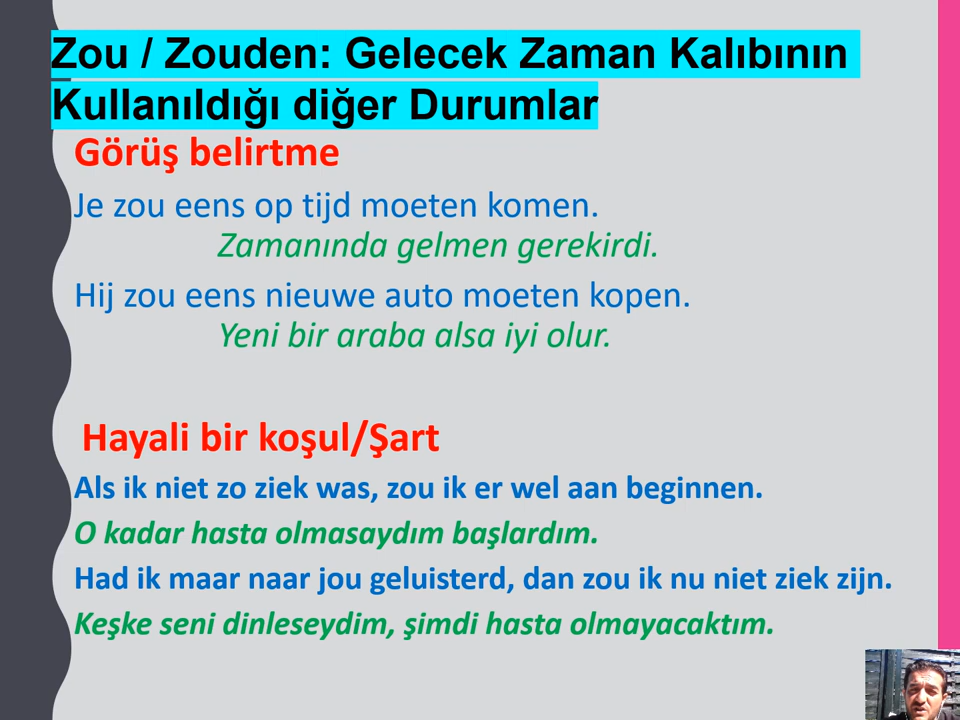 Zou / Zouden: Gelecek Zaman Kalıbının
Kullanıldığı diğer Durumlar
Görüş belirtme
Je zou eens op tijd moeten komen.
Zamanında gelmen gerekirdi.
Hij zou eens nieuwe auto moeten kopen.
Yeni bir araba alsa iyi olur.
Hayali bir koşul/Şart
Als ik niet zo ziek was, zou ik er wel aan beginnen.
O kadar hasta olmasaydım başlardım.
Had ik maar naar jou geluisterd, dan zou ik nu niet ziek zijn.
Keşke seni dinleseydim, şimdi hasta olmayacaktım.